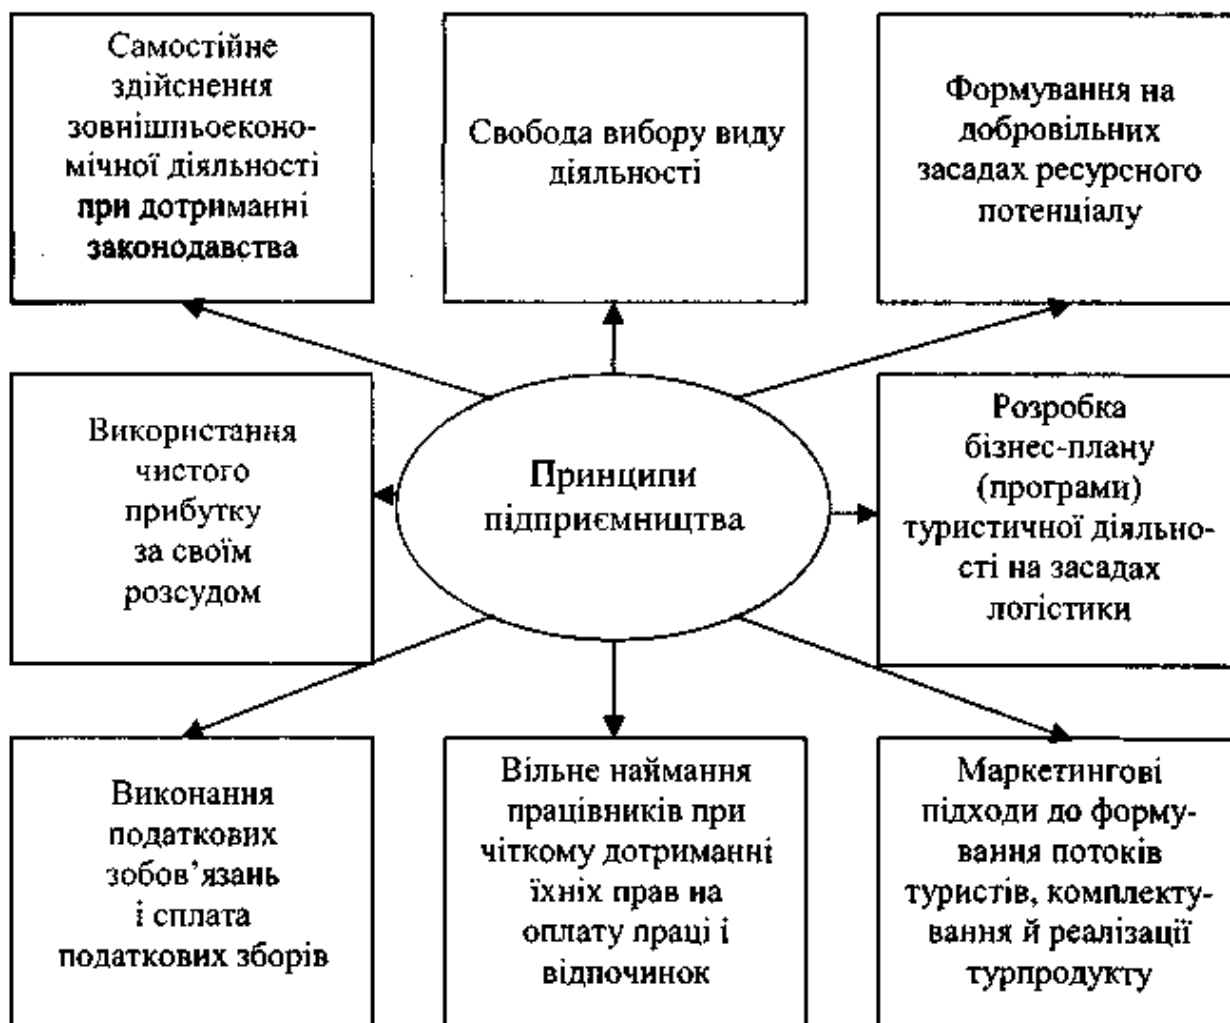 Самостійне
здійснення
зовнішньоеконо-
мічної діяльності
при дотриманні
законодавства
Свобода вибору виду
діяльності
Формування на
добровільних
засадах ресурсного
потенціалу
Використання
чистого
прибутку
за своїм
розсудом
Принципи
підприємництва
Розробка
бізнес-плану
(програми)
туристичної діяльно-
сті на засадах
логістики
Виконання
податкових
зобов’язань
і сплата
податкових зборів
Вільне наймання
працівників при
чіткому дотриманні
їхніх прав на
оплату праці і
відпочинок
Маркетингові
підходи до форму-
вання потоків
туристів, комплекту-
вання й реалізації
турпродукту